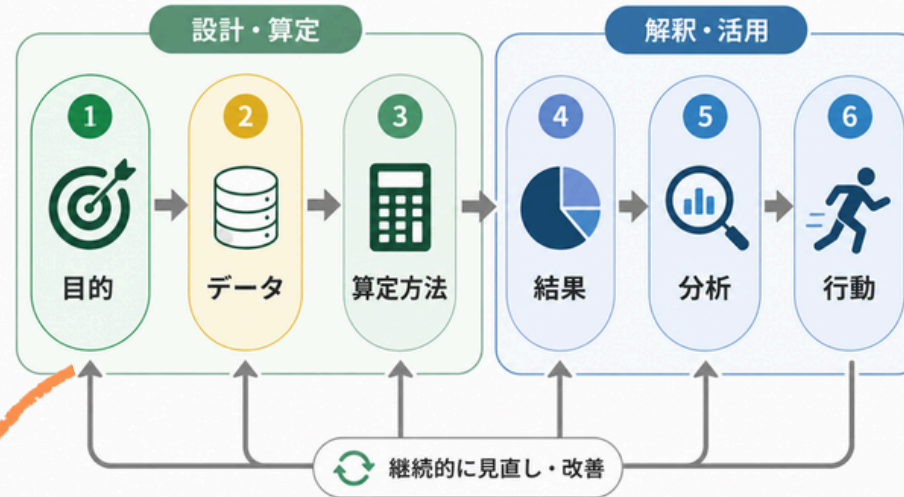 設計・算定
解釈・活用
1
2
3
4
5
6
目的
データ
算定方法
結果
分析
行動
継続的に見直し・改善